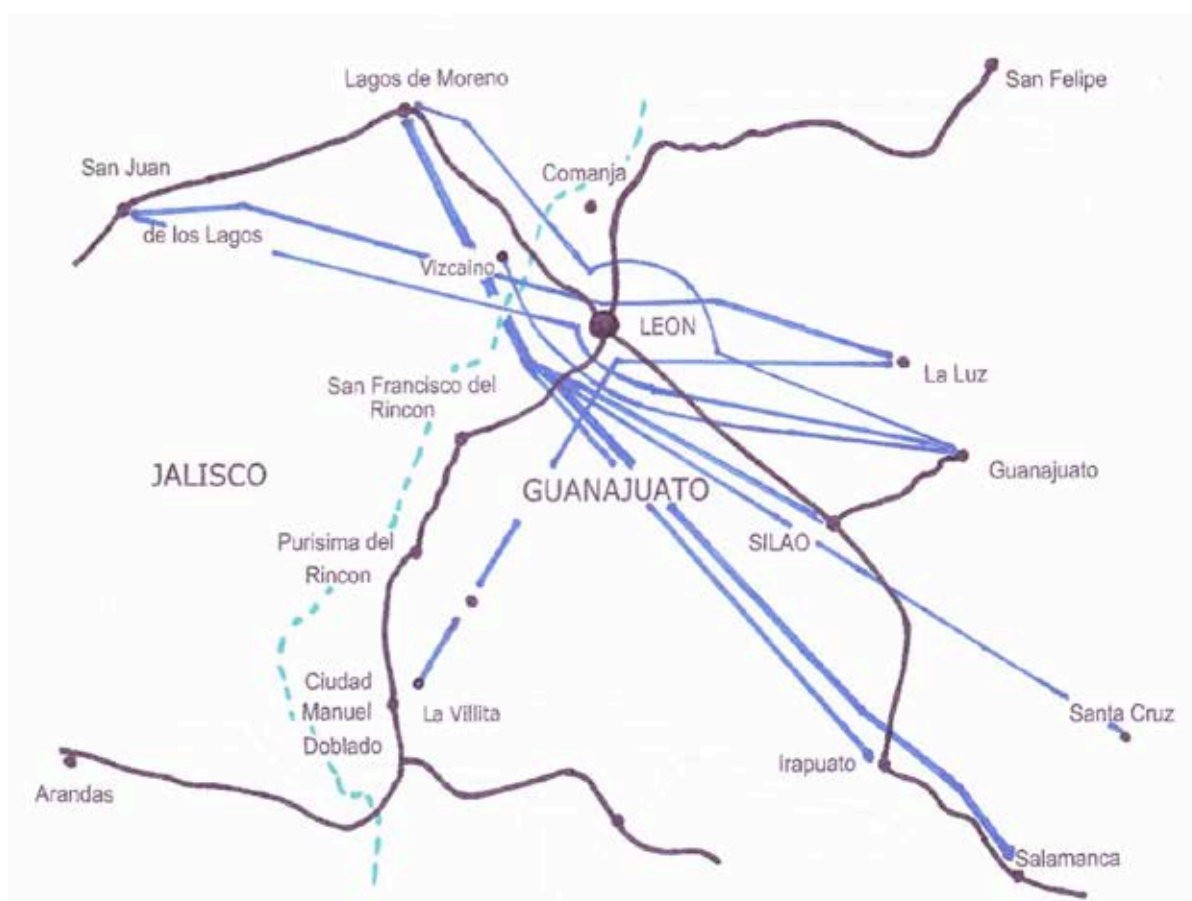 Lagos de Moreno
San Felipe
San Juan
de los Lagos
Comanja
Vizcaino
LEON
La Luz
San Francisco del
Rincon
JALISCO
GUANAJUATO
Guanajuato
SILAO
Purisima del
Rincon
Ciudad
Manuel
Doblado
La Villita
Santa Cruz
Irapuato
Arandas
Salamanca